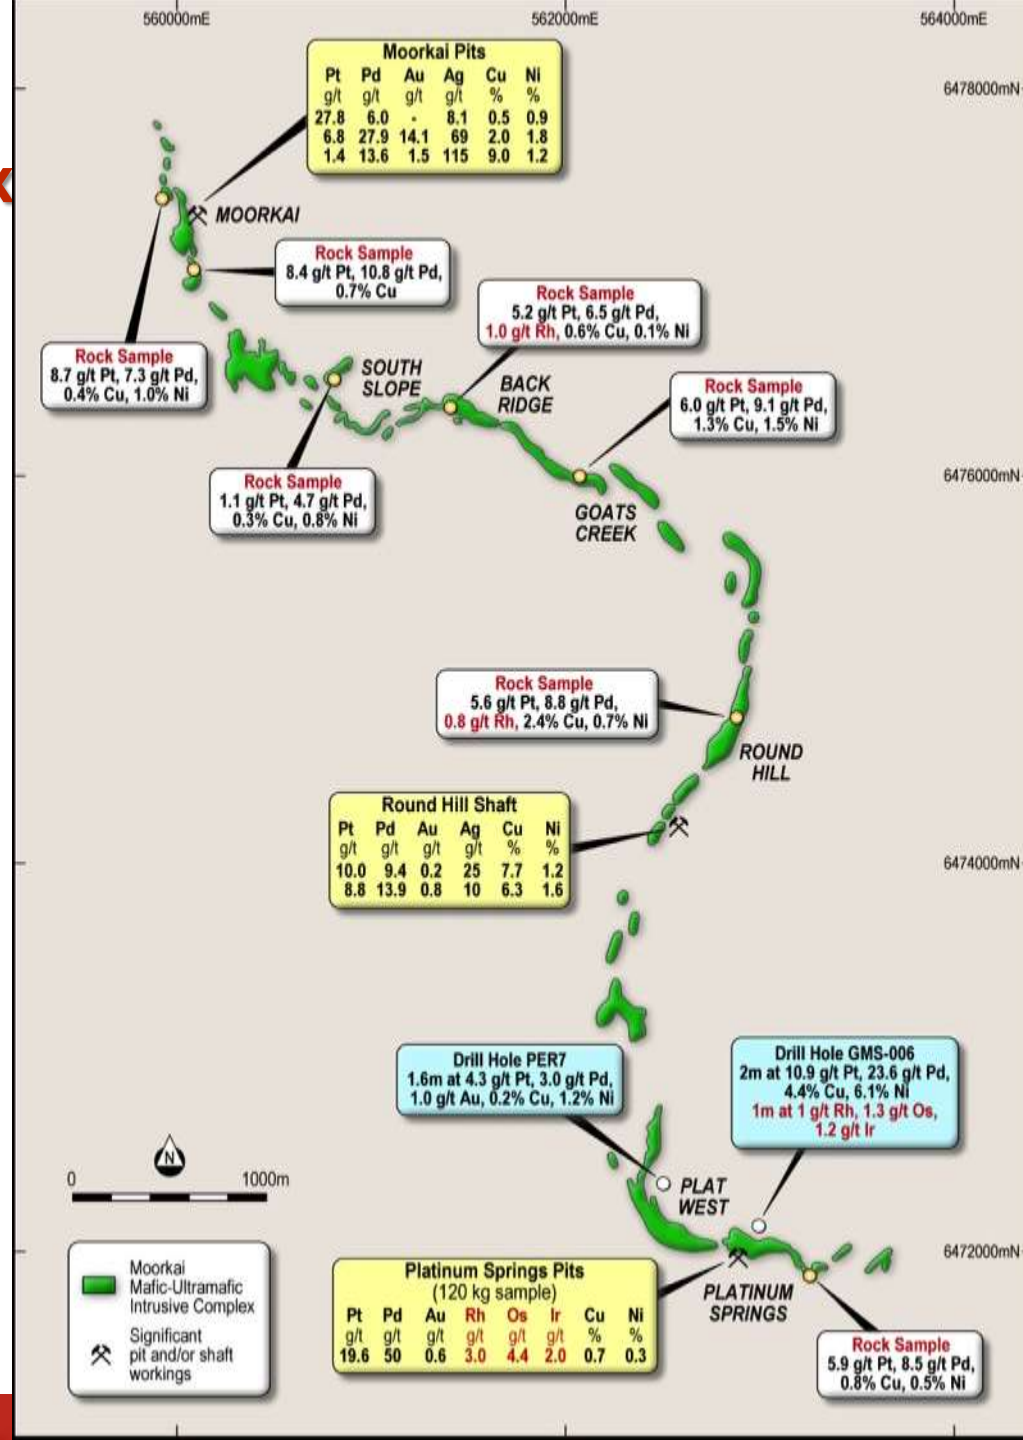 560000mE
562000mE
564000mE
6478000mN
Moorkai Pits
Pt Pd Au Ag Cu Ni
g/t g/t g/t g/t % %
27.8 6.0 - 8.1 0.5 0.9
6.8 27.9 14.1 69 2.0 1.8
1.4 13.6 1.5 115 9.0 1.2
MOORKAI
Rock Sample
8.4 g/t Pt, 10.8 g/t Pd,
0.7% Cu
Rock Sample
5.2 g/t Pt, 6.5 g/t Pd,
1.0 g/t Rh, 0.6% Cu, 0.1% Ni
Rock Sample
8.7 g/t Pt, 7.3 g/t Pd,
0.4% Cu, 1.0% Ni
SOUTH
SLOPE
BACK
RIDGE
Rock Sample
6.0 g/t Pt, 9.1 g/t Pd,
1.3% Cu, 1.5% Ni
Rock Sample
1.1 g/t Pt, 4.7 g/t Pd,
0.3% Cu, 0.8% Ni
6476000mN
GOATS
CREEK
Rock Sample
5.6 g/t Pt, 8.8 g/t Pd,
0.8 g/t Rh, 2.4% Cu, 0.7% Ni
ROUND
HILL
Round Hill Shaft
Pt Pd Au Ag Cu Ni
g/t g/t g/t g/t % %
10.0 9.4 0.2 25 7.7 1.2
8.8 13.9 0.8 10 6.3 1.6
6474000mN
Drill Hole PER7
1.6m at 4.3 g/t Pt, 3.0 g/t Pd,
1.0 g/t Au, 0.2% Cu, 1.2% Ni
Drill Hole GMS-006
2m at 10.9 g/t Pt, 23.6 g/t Pd,
4.4% Cu, 6.1% Ni
1m at 1 g/t Rh, 1.3 g/t Os,
1.2 g/t Ir
N
0 1000m
PLAT
WEST
6472000mN
Moorkai
Mafic-Ultramafic
Intrusive Complex
Significant
pit and/or shaft
workings
Platinum Springs Pits
(120 kg sample)
Pt Pd Au Rh Os Ir Cu Ni
g/t g/t g/t g/t g/t g/t % %
19.6 50 0.6 3.0 4.4 2.0 0.7 0.3
PLATINUM
SPRINGS
Rock Sample
5.9 g/t Pt, 8.5 g/t Pd,
0.8% Cu, 0.5% Ni